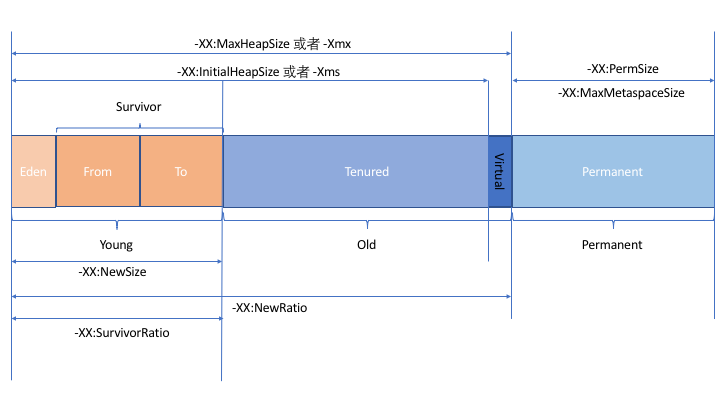 -XX:MaxHeapSize 或者 -Xmx
-XX:InitialHeapSize 或者 -Xms
-XX:PermSize
-XX:MaxMetaspaceSize
Survivor
Eden
From
To
Tenured
Virtual
Permanent
Young
Old
Permanent
-XX:NewSize
-XX:NewRatio
-XX:SurvivorRatio